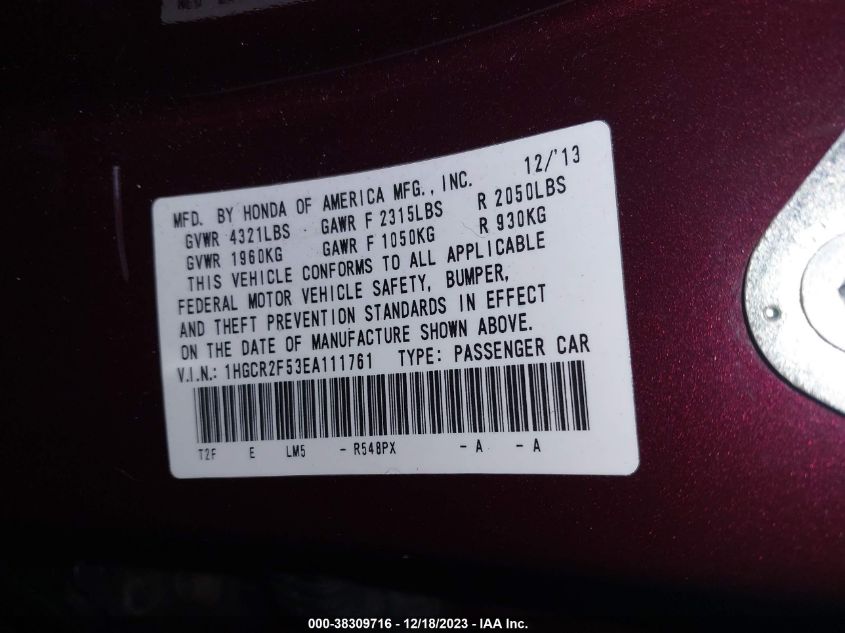 12/'13
MFD. BY HONDA OF AMERICA MFG., INC.
GVWR 4321LBS GAWR F 2315LBS R 2050LBS
GVWR 1960KG GAWR F 1050KG R 930KG
THIS VEHICLE CONFORMS TO ALL APPLICABLE
FEDERAL MOTOR VEHICLE SAFETY, BUMPER,
AND THEFT PREVENTION STANDARDS IN EFFECT
ON THE DATE OF MANUFACTURE SHOWN ABOVE.
V.I.N.: 1HGCR2F53EA111761 TYPE: PASSENGER CAR
T2F E LM5 - R548PX - A - A
000-38309716 - 12/18/2023 - IAA Inc.